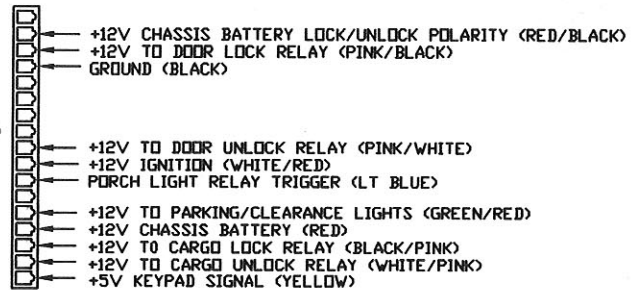 +12V CHASSIS BATTERY LOCK/UNLOCK POLARITY (RED/BLACK)
+12V TO DOOR LOCK RELAY (PINK/BLACK)
GROUND (BLACK)
+12V TO DOOR UNLOCK RELAY (PINK/WHITE)
+12V IGNITION (WHITE/RED)
PORCH LIGHT RELAY TRIGGER (LT BLUE)
+12V TO PARKING/CLEARANCE LIGHTS (GREEN/RED)
+12V CHASSIS BATTERY (RED)
+12V TO CARGO LOCK RELAY (BLACK/PINK)
+12V TO CARGO UNLOCK RELAY (WHITE/PINK)
+5V KEYPAD SIGNAL (YELLOW)